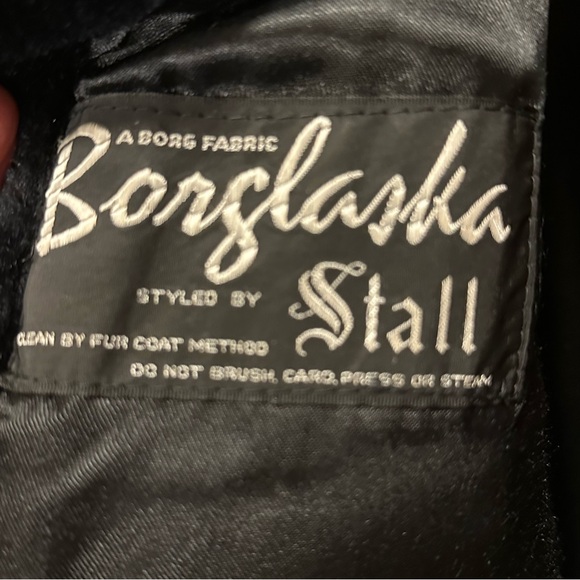 A BORG FABRIC
Borglaska
STYLED BY Stall
CLEAN BY FUR COAT METHOD
DO NOT BRUSH, CARD, PRESS OR STEAM